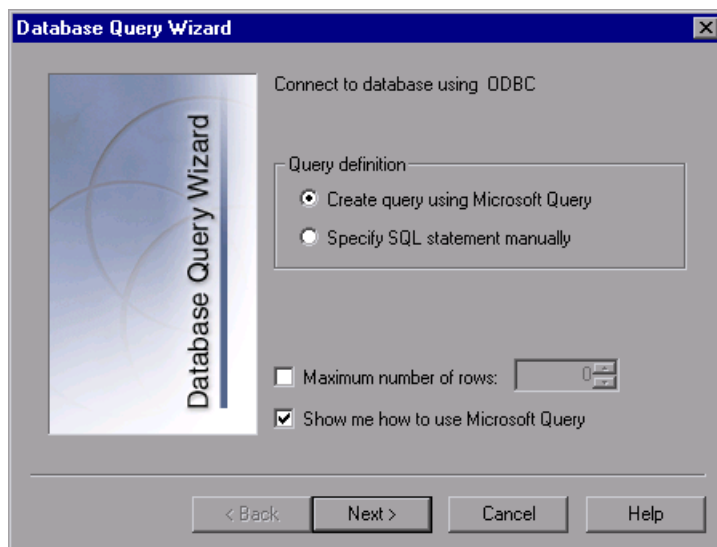 Database Query Wizard
Database Query Wizard
Connect to database using ODBC
Query definition
Create query using Microsoft Query
Specify SQL statement manually
Maximum number of rows: 0
Show me how to use Microsoft Query
< Back Next > Cancel Help